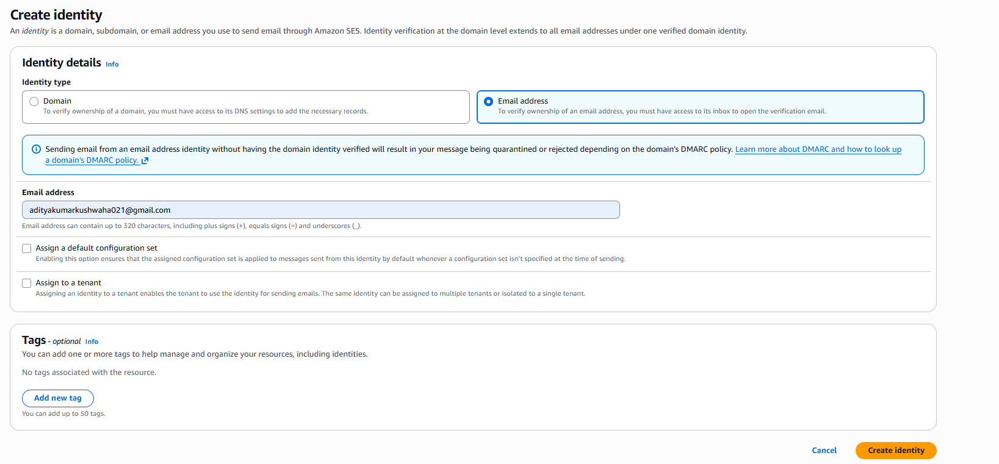 Create identity
An identity is a domain, subdomain, or email address you use to send email through Amazon SES. Identity verification at the domain level extends to all email addresses under one verified domain identity.
Identity details Info
Identity type
Domain
To verify ownership of a domain, you must have access to its DNS settings to add the necessary records.
Email address
To verify ownership of an email address, you must have access to its inbox to open the verification email.
Sending email from an email address identity without having the domain identity verified will result in your message being quarantined or rejected depending on the domain's DMARC policy. Learn more about DMARC and how to look up
a domain's DMARC policy.
Email address
adityakumarkushwaha021@gmail.com
Email address can contain up to 320 characters, including plus signs (+), equals signs (=) and underscores (_).
Assign a default configuration set
Enabling this option ensures that the assigned configuration set is applied to messages sent from this identity by default whenever a configuration set isn't specified at the time of sending.
Assign to a tenant
Assigning an identity to a tenant enables the tenant to use the identity for sending emails. The same identity can be assigned to multiple tenants or isolated to a single tenant.
Tags - optional Info
You can add one or more tags to help manage and organize your resources, including identities.
No tags associated with the resource.
Add new tag
You can add up to 50 tags.
Cancel Create identity